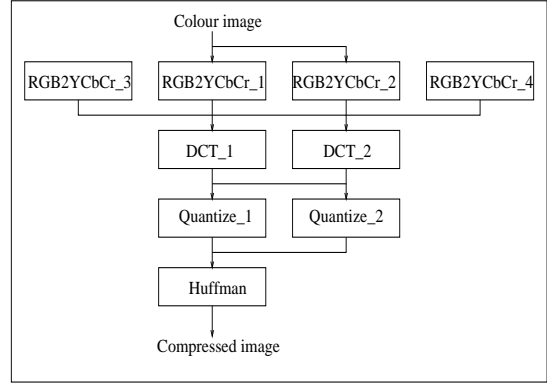 Colour image
RGB2YCbCr_3 RGB2YCbCr_1 RGB2YCbCr_2 RGB2YCbCr_4
DCT_1 DCT_2
Quantize_1 Quantize_2
Huffman
Compressed image